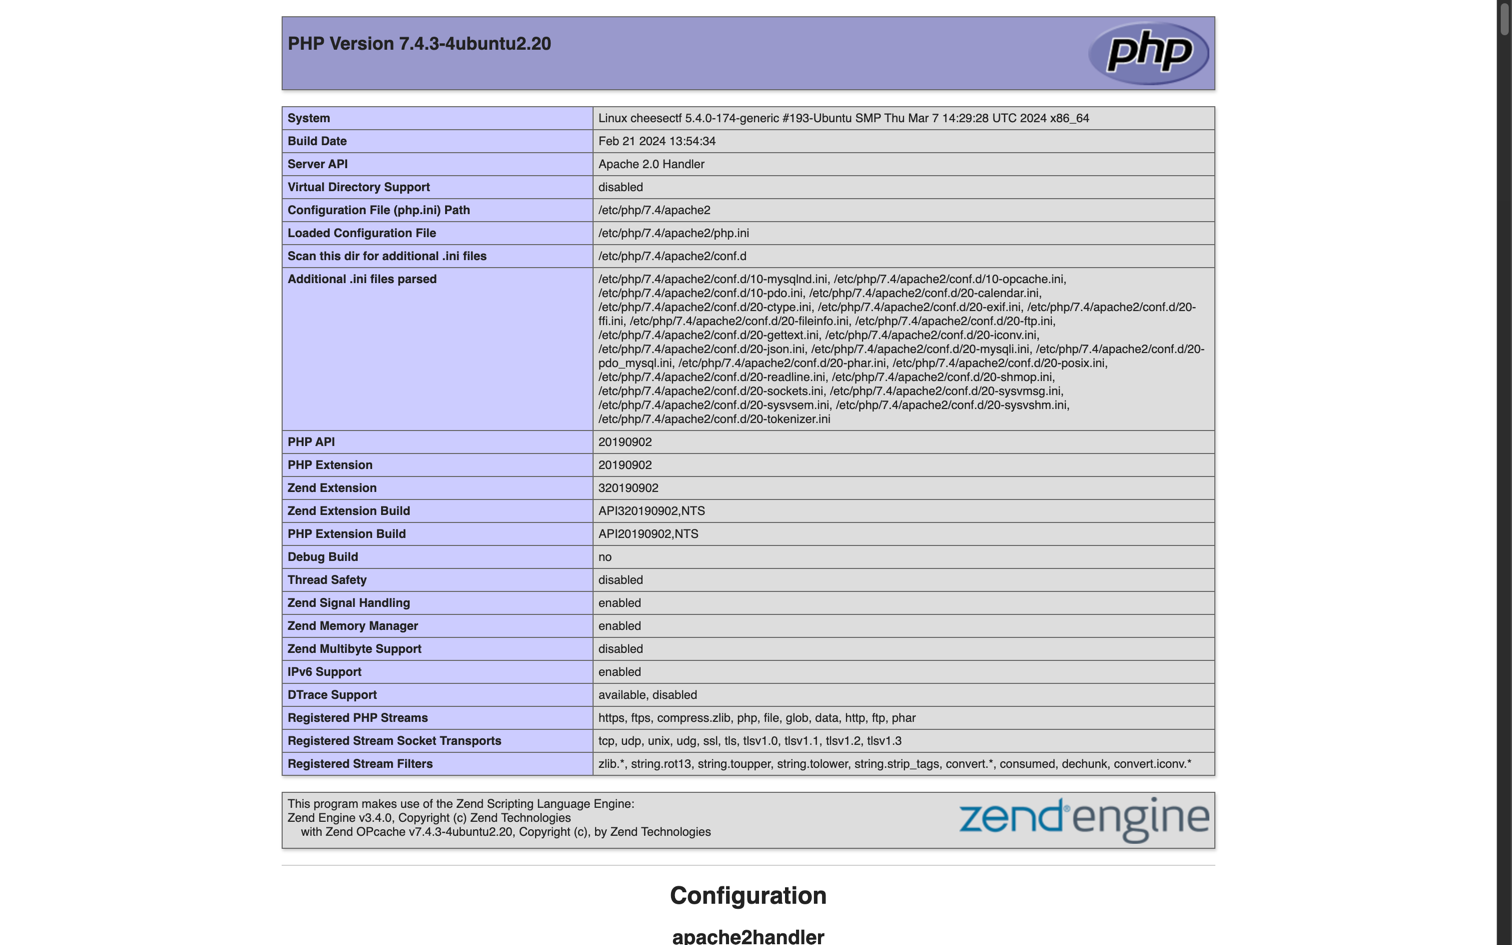 PHP Version 7.4.3-4ubuntu2.20
php
System Linux cheesectf 5.4.0-174-generic #193-Ubuntu SMP Thu Mar 7 14:29:28 UTC 2024 x86_64
Build Date Feb 21 2024 13:54:34
Server API Apache 2.0 Handler
Virtual Directory Support disabled
Configuration File (php.ini) Path /etc/php/7.4/apache2
Loaded Configuration File /etc/php/7.4/apache2/php.ini
Scan this dir for additional .ini files /etc/php/7.4/apache2/conf.d
Additional .ini files parsed /etc/php/7.4/apache2/conf.d/10-mysqlnd.ini, /etc/php/7.4/apache2/conf.d/10-opcache.ini,
/etc/php/7.4/apache2/conf.d/10-pdo.ini, /etc/php/7.4/apache2/conf.d/20-calendar.ini,
/etc/php/7.4/apache2/conf.d/20-ctype.ini, /etc/php/7.4/apache2/conf.d/20-exif.ini, /etc/php/7.4/apache2/conf.d/20-
ffi.ini, /etc/php/7.4/apache2/conf.d/20-fileinfo.ini, /etc/php/7.4/apache2/conf.d/20-ftp.ini,
/etc/php/7.4/apache2/conf.d/20-gettext.ini, /etc/php/7.4/apache2/conf.d/20-iconv.ini,
/etc/php/7.4/apache2/conf.d/20-json.ini, /etc/php/7.4/apache2/conf.d/20-mysqli.ini, /etc/php/7.4/apache2/conf.d/20-
pdo_mysql.ini, /etc/php/7.4/apache2/conf.d/20-phar.ini, /etc/php/7.4/apache2/conf.d/20-posix.ini,
/etc/php/7.4/apache2/conf.d/20-readline.ini, /etc/php/7.4/apache2/conf.d/20-shmop.ini,
/etc/php/7.4/apache2/conf.d/20-sockets.ini, /etc/php/7.4/apache2/conf.d/20-sysvmsg.ini,
/etc/php/7.4/apache2/conf.d/20-sysvsem.ini, /etc/php/7.4/apache2/conf.d/20-sysvshm.ini,
/etc/php/7.4/apache2/conf.d/20-tokenizer.ini
PHP API 20190902
PHP Extension 20190902
Zend Extension 320190902
Zend Extension Build API320190902,NTS
PHP Extension Build API20190902,NTS
Debug Build no
Thread Safety disabled
Zend Signal Handling enabled
Zend Memory Manager enabled
Zend Multibyte Support disabled
IPv6 Support enabled
DTrace Support available, disabled
Registered PHP Streams https, ftps, compress.zlib, php, file, glob, data, http, ftp, phar
Registered Stream Socket Transports tcp, udp, unix, udg, ssl, tls, tlsv1.0, tlsv1.1, tlsv1.2, tlsv1.3
Registered Stream Filters zlib.*, string.rot13, string.toupper, string.tolower, string.strip_tags, convert.*, consumed, dechunk, convert.iconv.*
This program makes use of the Zend Scripting Language Engine:
Zend Engine v3.4.0, Copyright (c) Zend Technologies
with Zend OPcache v7.4.3-4ubuntu2.20, Copyright (c), by Zend Technologies
zend® engine
Configuration
apache2handler